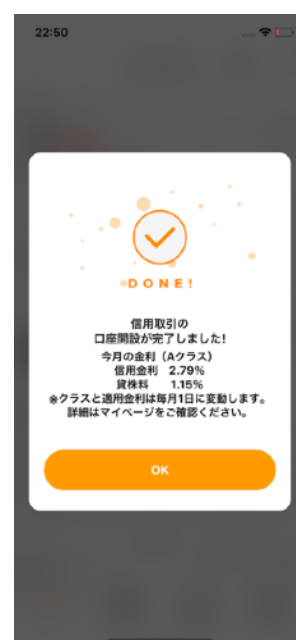 22:50
DONE!
信用取引の
口座開設が完了しました!
今月の金利（Aクラス）
信用金利 2.79%
貸株料 1.15%
※クラスと適用金利は毎月1日に変動します。
詳細はマイページをご確認ください。
OK